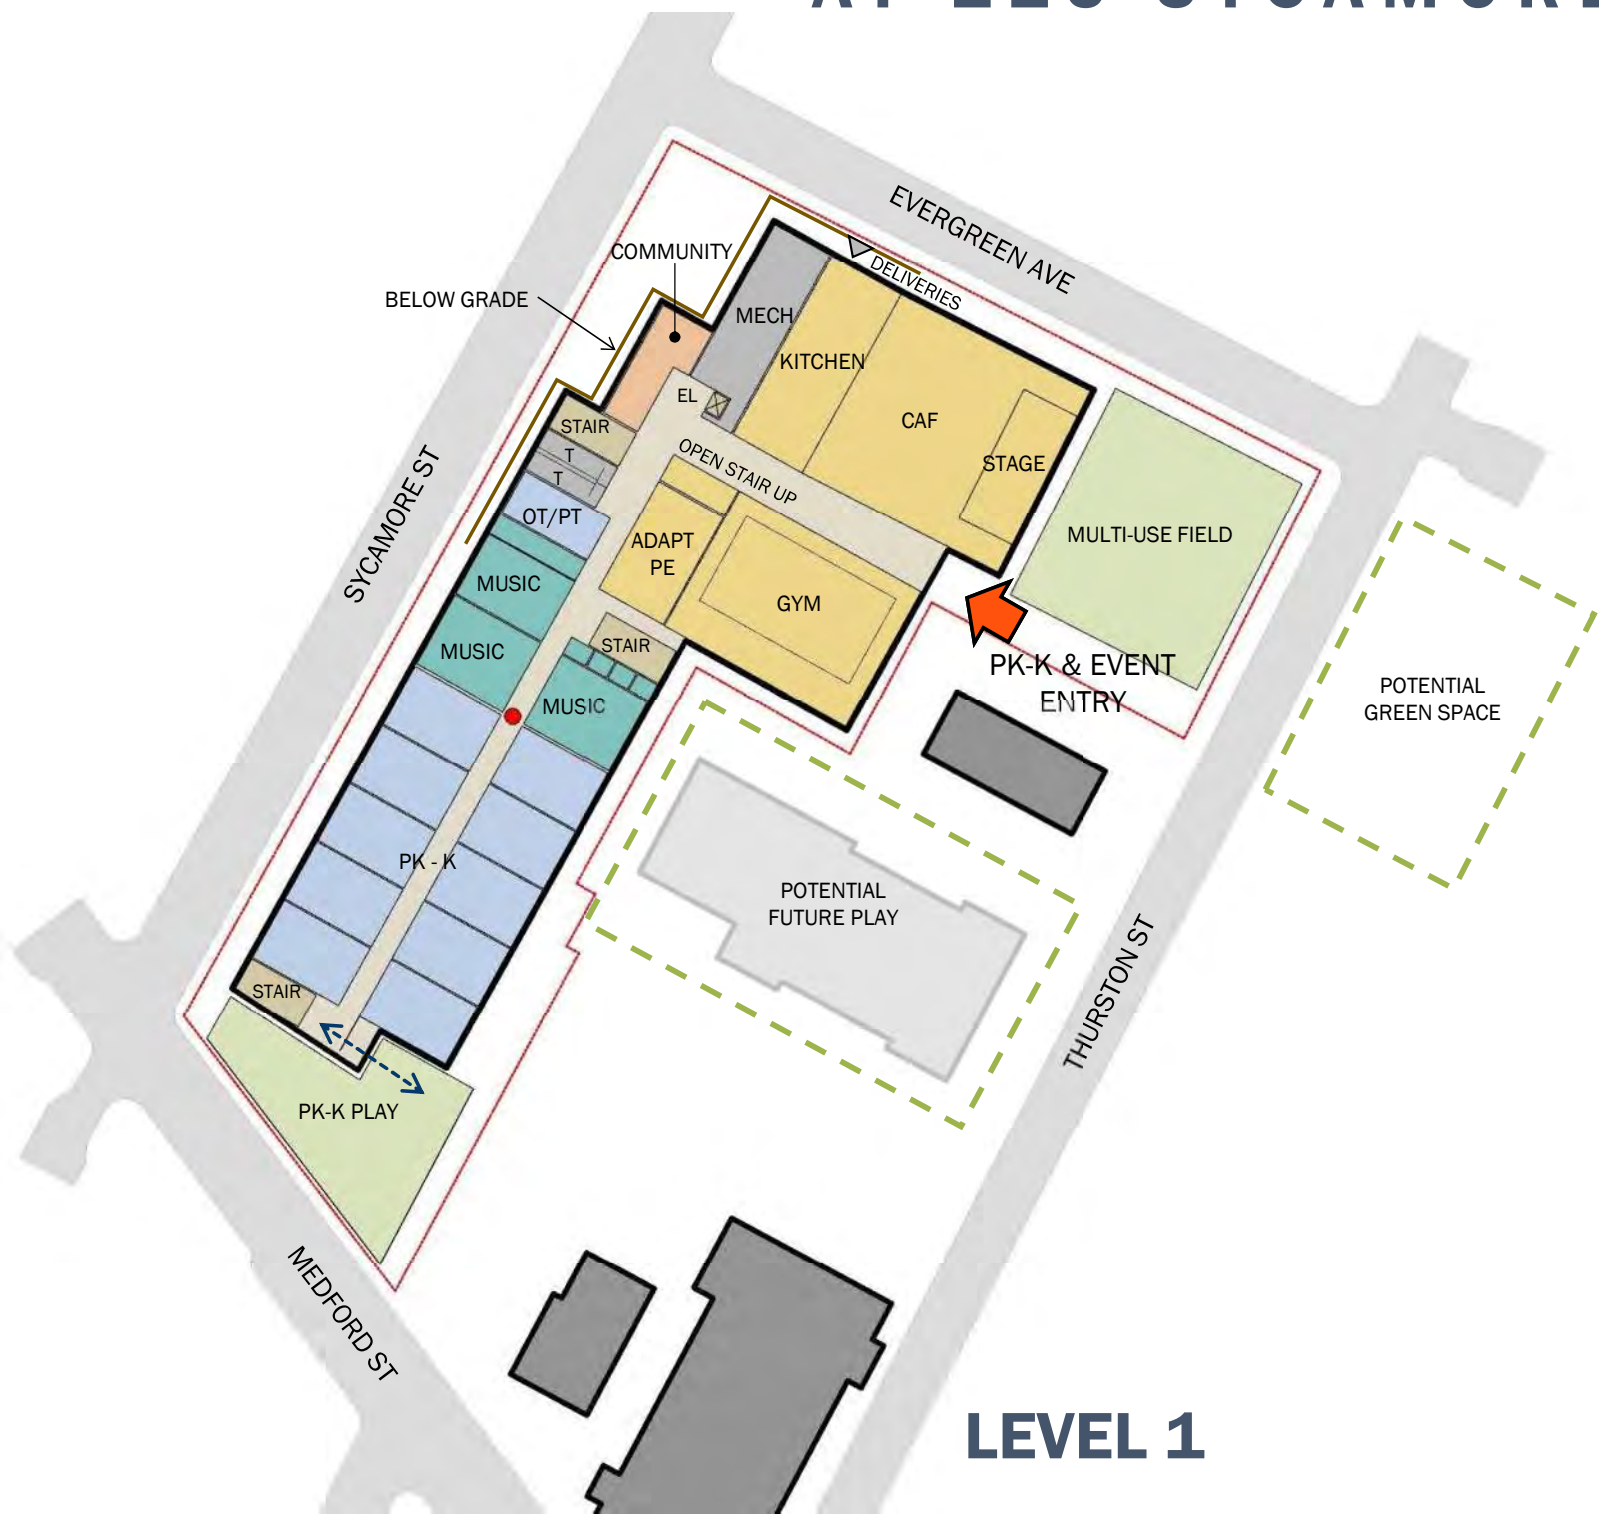 EVERGREEN AVE
COMMUNITY
DELIVERIES
BELOW GRADE
MECH
KITCHEN
EL
CAF
STAIR
T
T
OPEN STAIR UP
STAGE
OT/PT
MULTI-USE FIELD
SYCAMORE ST
ADAPT
PE
MUSIC
GYM
STAIR
MUSIC
PK-K & EVENT
ENTRY
MUSIC
POTENTIAL
GREEN SPACE
PK - K
POTENTIAL
FUTURE PLAY
STAIR
THURSTON ST
PK-K PLAY
MEDFORD ST
LEVEL 1